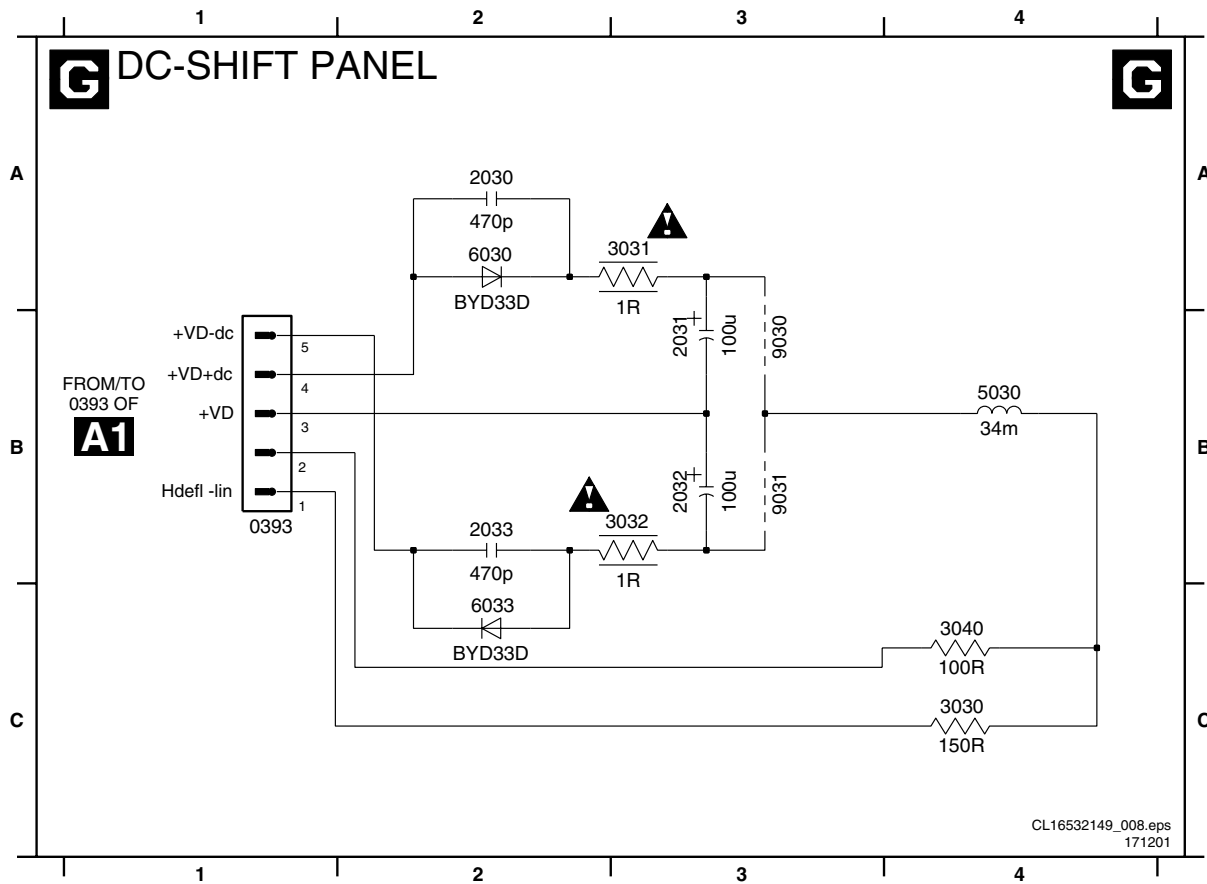 1 2 3 4
G DC-SHIFT PANEL G
A A
2030
470p
6030
BYD33D
3031
1R
+VD-dc 5
+VD+dc 4
+VD 3
2
Hdefl -lin 1
0393
FROM/TO
0393 OF
A1
2031 + 100u
9030
5030
34m
B B
2032 + 100u
9031
3032
1R
2033
470p
6033
BYD33D
3040
100R
3030
150R
C C
CL16532149_008.eps
171201
1 2 3 4